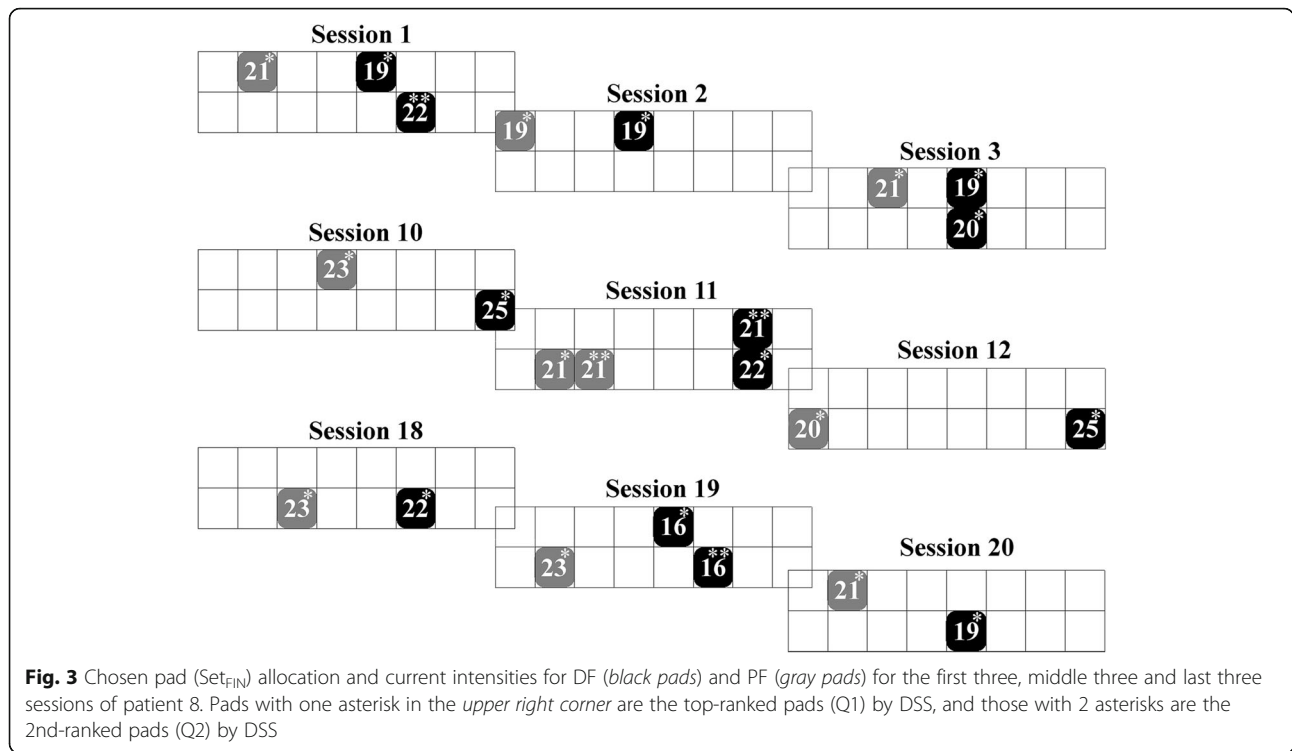 Session 1
21* 19*
22**
Session 2
19* 19*
Session 3
21* 19*
20*
Session 10
23*
25*
Session 11
21**
21* 21** 22*
Session 12
20* 25*
Session 18
23* 22*
Session 19
16*
23* 16**
Session 20
21*
19*
Fig. 3 Chosen pad (SetFIN) allocation and current intensities for DF (black pads) and PF (gray pads) for the first three, middle three and last three
sessions of patient 8. Pads with one asterisk in the upper right corner are the top-ranked pads (Q1) by DSS, and those with 2 asterisks are the
2nd-ranked pads (Q2) by DSS